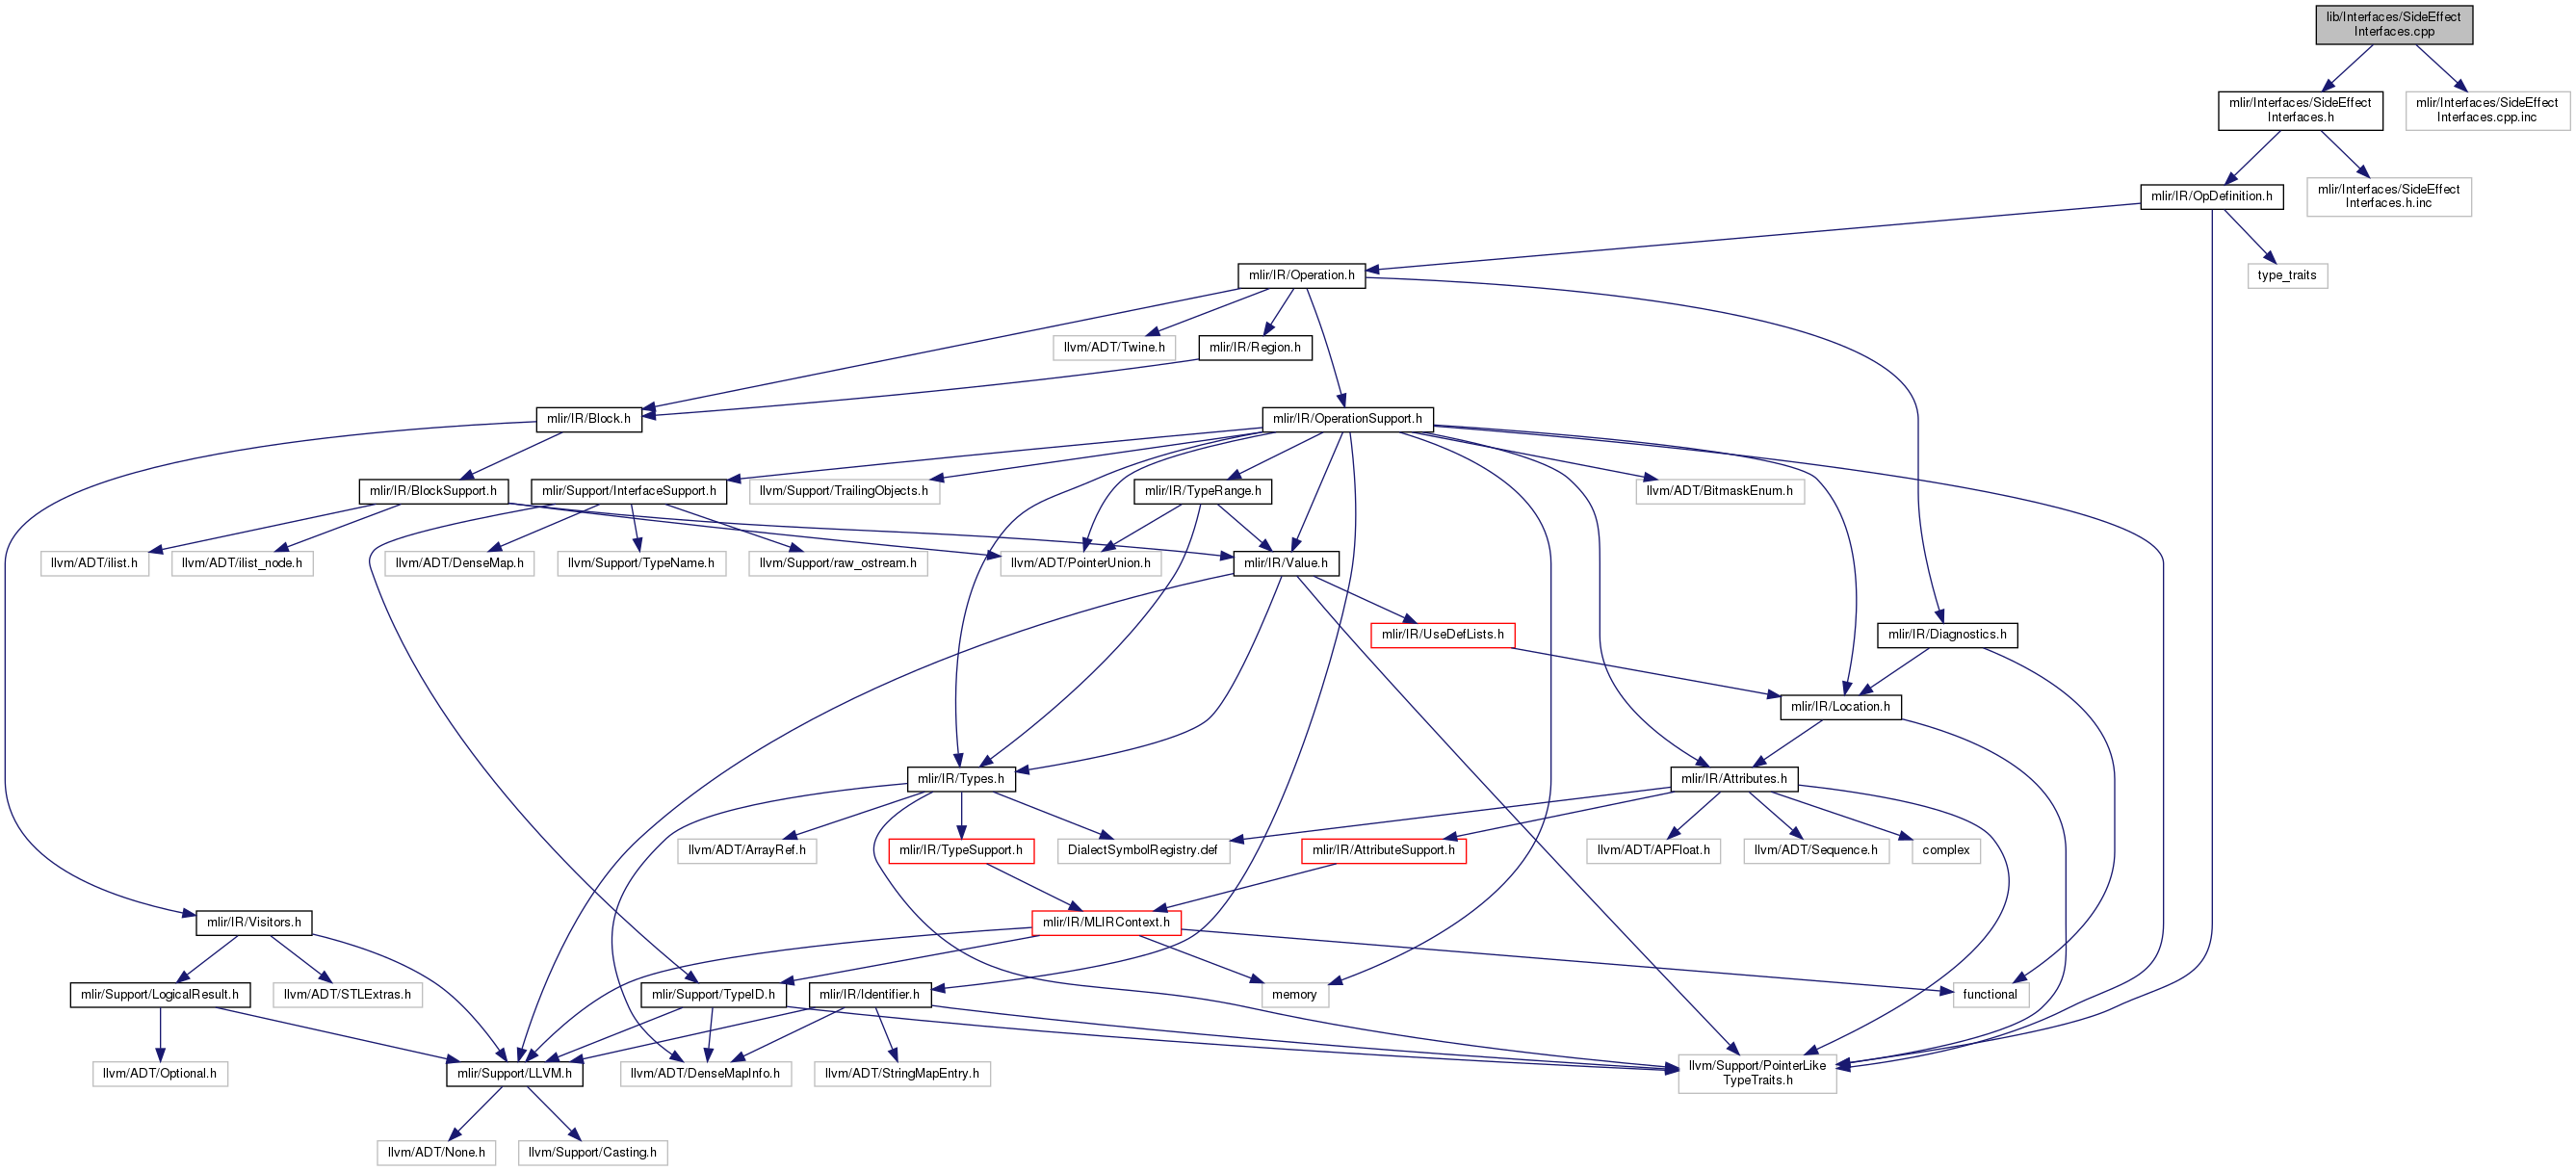 lib/Interfaces/SideEffect
Interfaces.cpp
mlir/Interfaces/SideEffect
Interfaces.h
mlir/Interfaces/SideEffect
Interfaces.cpp.inc
mlir/IR/OpDefinition.h
mlir/Interfaces/SideEffect
Interfaces.h.inc
mlir/IR/Operation.h
type_traits
llvm/ADT/Twine.h
mlir/IR/Region.h
mlir/IR/Block.h
mlir/IR/OperationSupport.h
mlir/IR/BlockSupport.h
mlir/Support/InterfaceSupport.h
llvm/Support/TrailingObjects.h
mlir/IR/TypeRange.h
llvm/ADT/BitmaskEnum.h
llvm/ADT/ilist.h
llvm/ADT/ilist_node.h
llvm/ADT/DenseMap.h
llvm/Support/TypeName.h
llvm/Support/raw_ostream.h
llvm/ADT/PointerUnion.h
mlir/IR/Value.h
mlir/IR/UseDefLists.h
mlir/IR/Diagnostics.h
mlir/IR/Location.h
mlir/IR/Types.h
mlir/IR/Attributes.h
llvm/ADT/ArrayRef.h
mlir/IR/TypeSupport.h
DialectSymbolRegistry.def
mlir/IR/AttributeSupport.h
llvm/ADT/APFloat.h
llvm/ADT/Sequence.h
complex
mlir/IR/Visitors.h
mlir/IR/MLIRContext.h
mlir/Support/LogicalResult.h
llvm/ADT/STLExtras.h
mlir/Support/TypeID.h
mlir/IR/Identifier.h
memory
functional
llvm/ADT/Optional.h
mlir/Support/LLVM.h
llvm/ADT/DenseMapInfo.h
llvm/ADT/StringMapEntry.h
llvm/Support/PointerLike
TypeTraits.h
llvm/ADT/None.h
llvm/Support/Casting.h